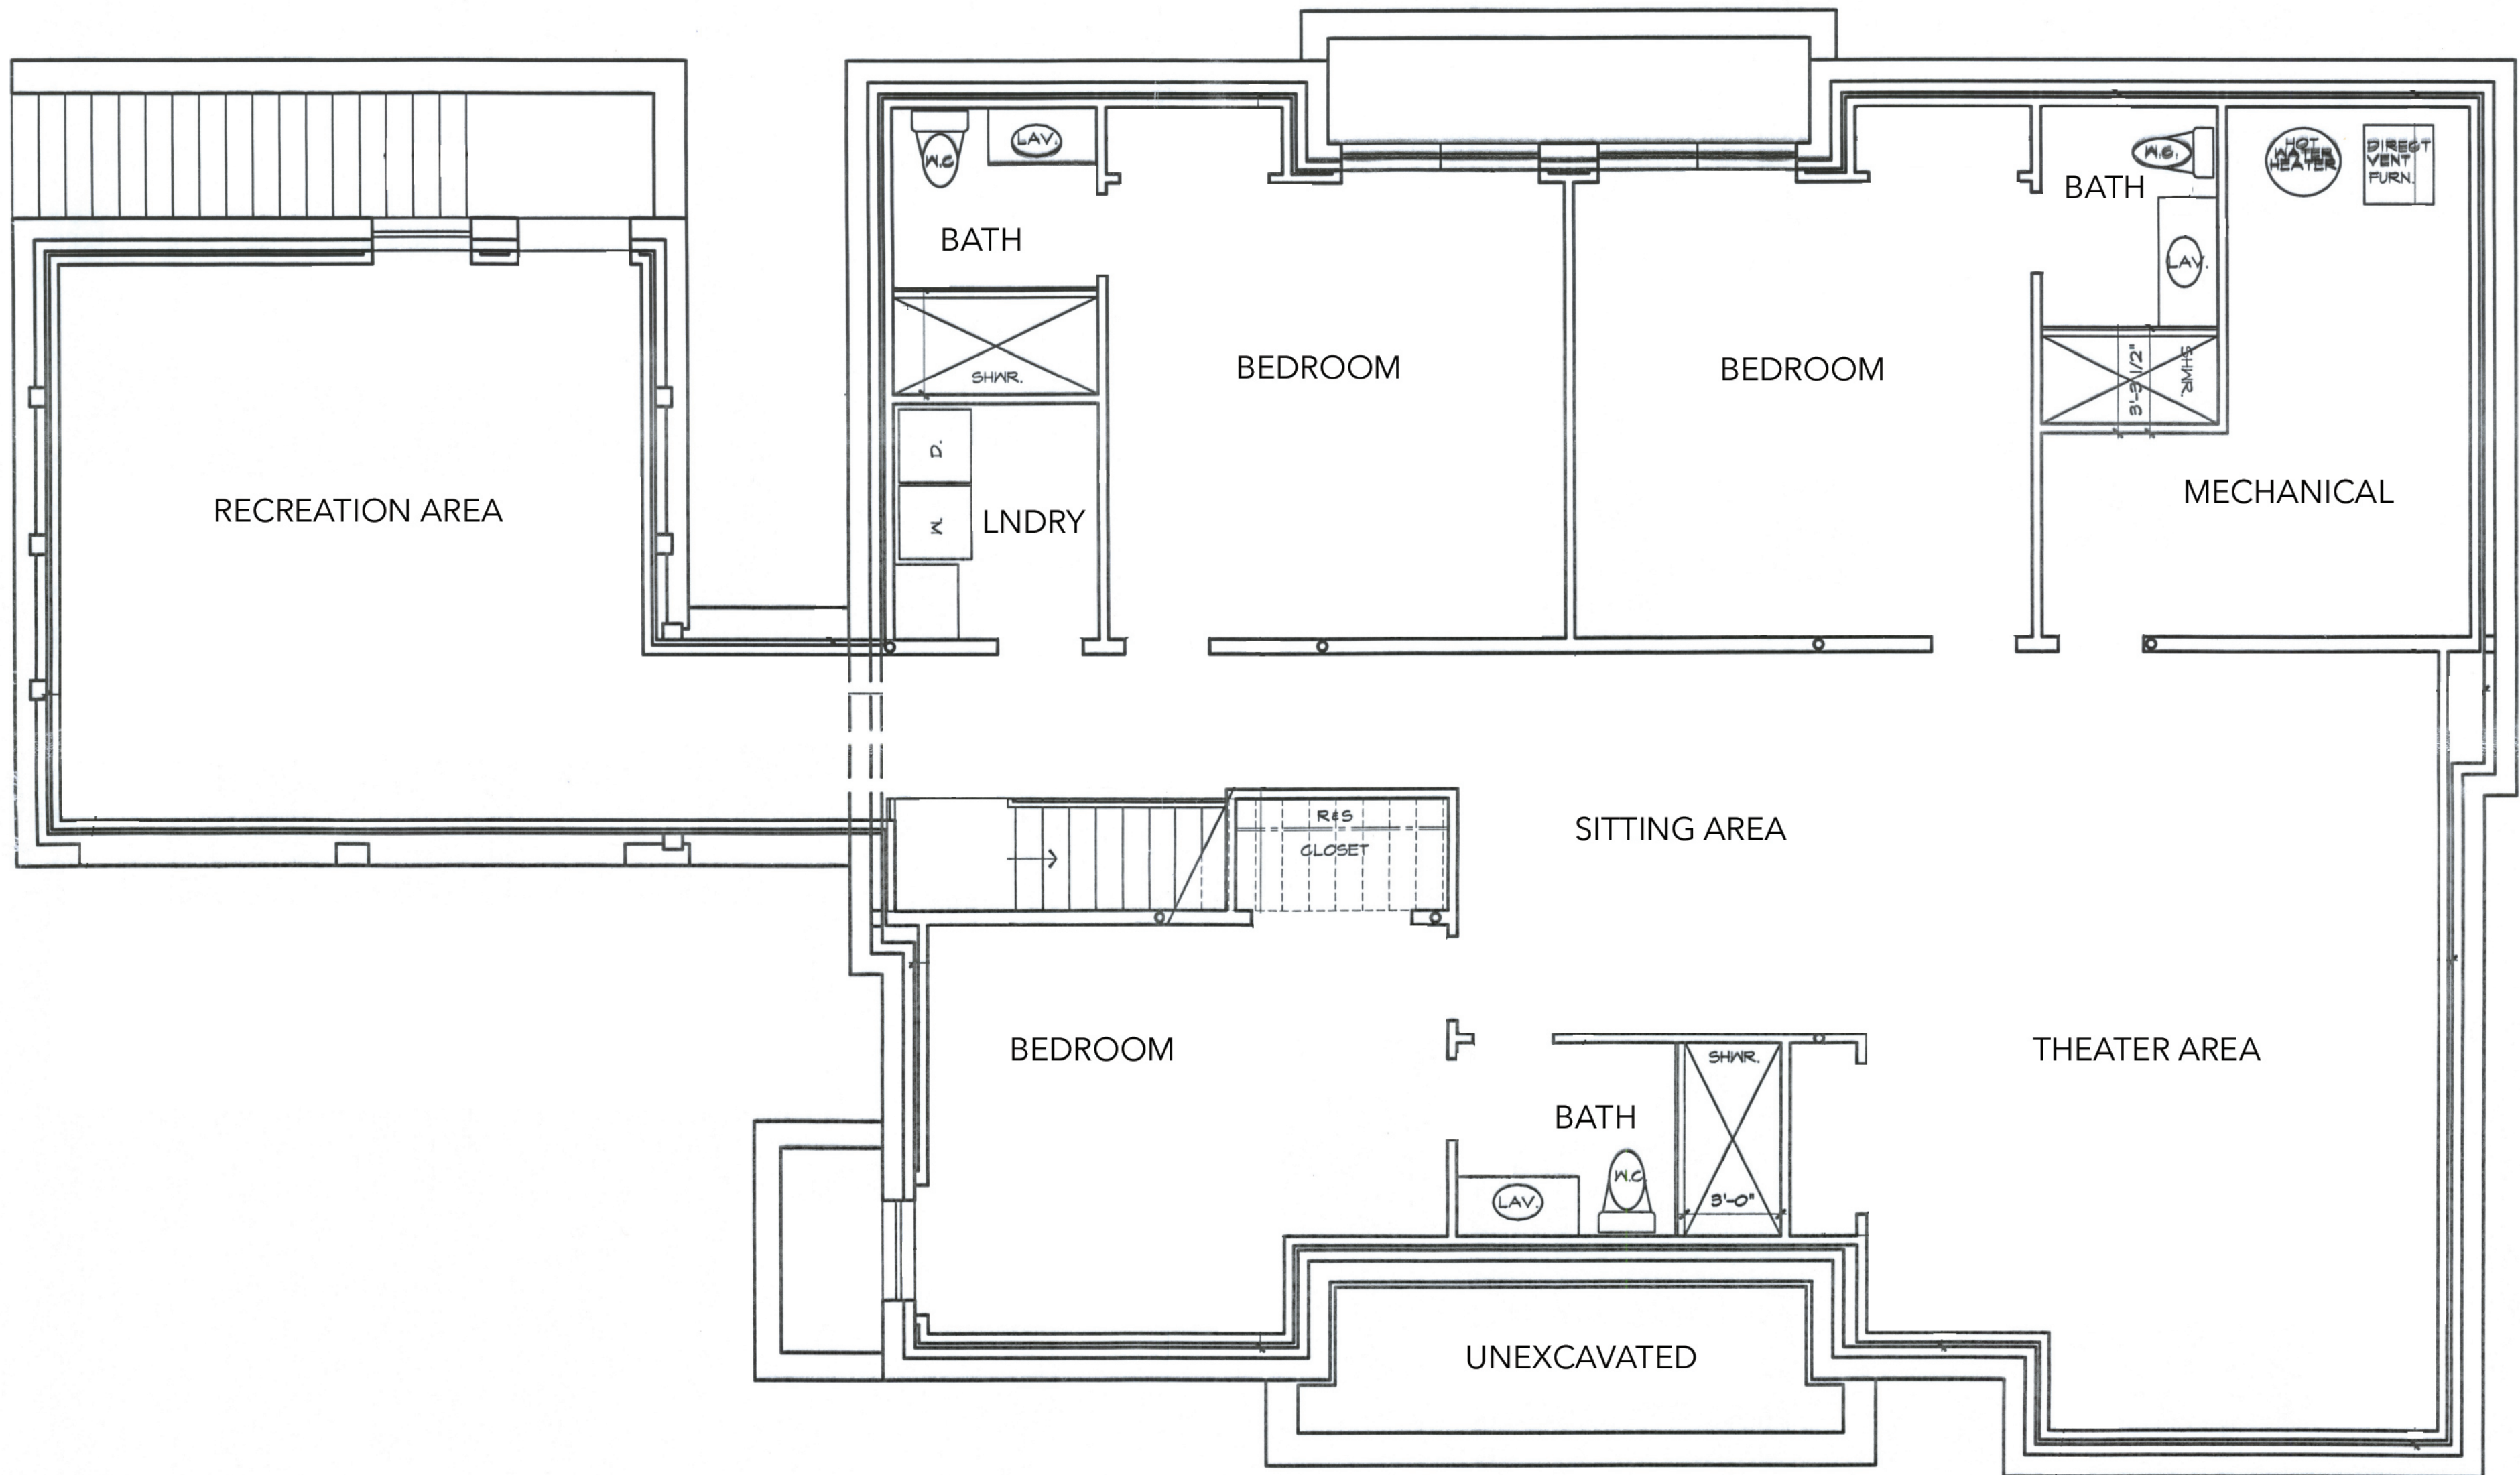 W.C
LAV.
BATH
SHWR.
D.
W.
LNDRY
BEDROOM
BEDROOM
W.C.
BATH
LAV.
3'-3 1/2"
SHWR.
HOT
WATER
HEATER
DIRECT
VENT
FURN.
MECHANICAL
RECREATION AREA
R&S
CLOSET
SITTING AREA
BEDROOM
SHWR.
BATH
W.C.
LAV.
3'-0"
THEATER AREA
UNEXCAVATED